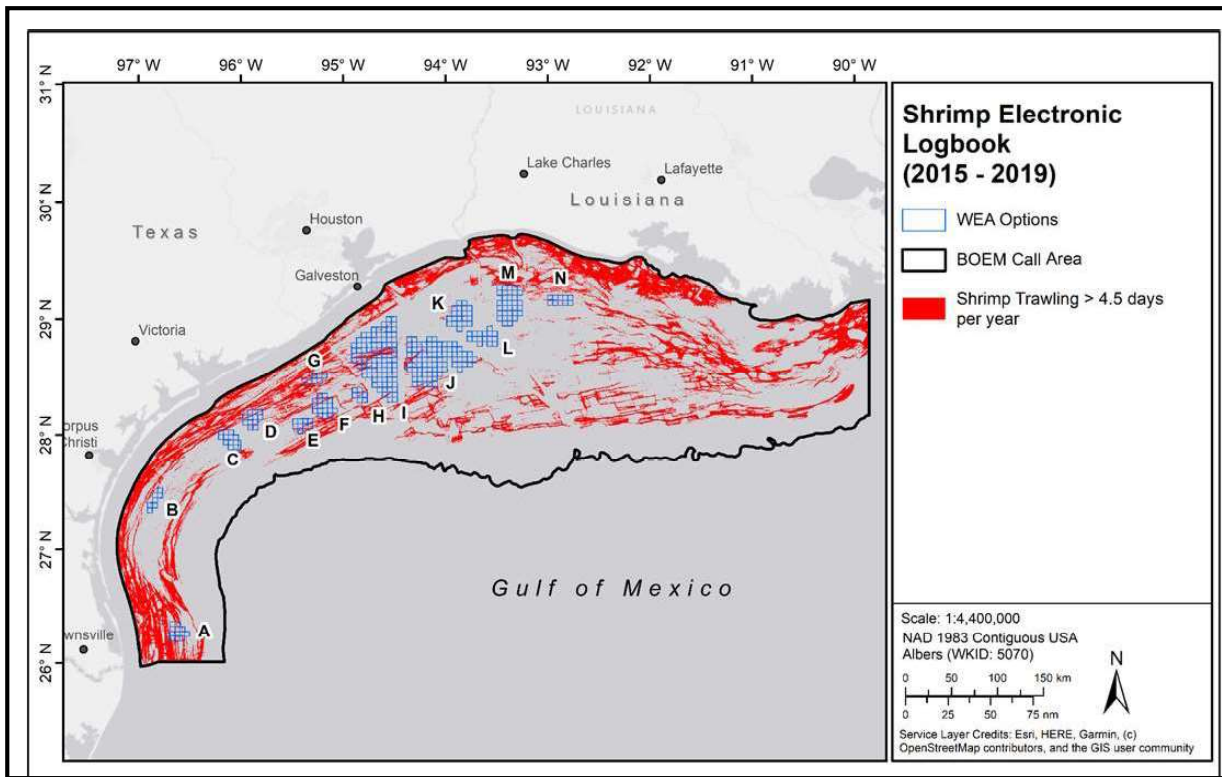 97° W 96° W 95° W 94° W 93° W 92° W 91° W 90° W
31° N
30° N
29° N
28° N
27° N
26° N
LOUISIANA
Lake Charles
Lafayette
Louisiana
Texas
Houston
Galveston
Victoria
orpus
Christi
wnsville
M
N
K
L
G
J
I
H
F
E
D
C
B
A
Gulf of Mexico
Shrimp Electronic
Logbook
(2015 - 2019)
WEA Options
BOEM Call Area
Shrimp Trawling > 4.5 days
per year
Scale: 1:4,400,000
NAD 1983 Contiguous USA
Albers (WKID: 5070)
N
0 50 100 150 km
0 25 50 75 nm
Service Layer Credits: Esri, HERE, Garmin, (c)
OpenStreetMap contributors, and the GIS user community